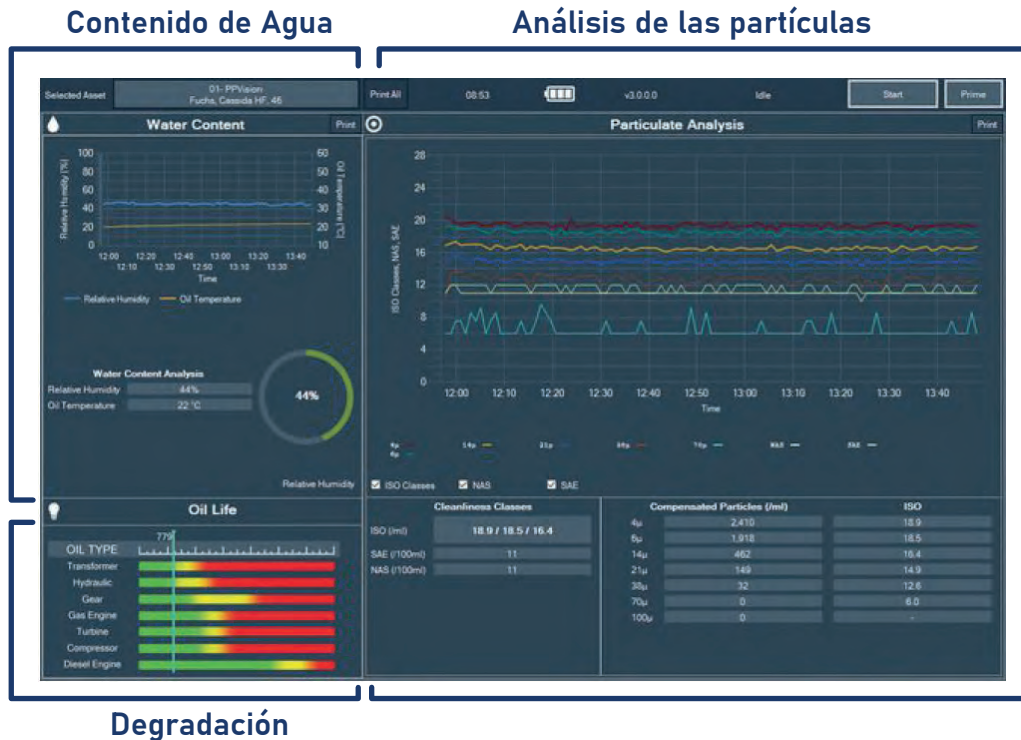 Contenido de Agua
Análisis de las partículas
Selected Asset
01- PPVision
Fuchs, Cassida HF, 46
Print All
08:53
v3.0.0.0
Idle
Start
Prime
Water Content
Print
Particulate Analysis
Print
Relative Humidity [%]
100
80
60
40
20
0
Oil Temperature [°C]
60
50
40
30
20
10
12:00 12:20 12:40 13:00 13:20 13:40
12:10 12:30 12:50 13:10 13:30
Time
Relative Humidity
Oil Temperature
Water Content Analysis
Relative Humidity 44%
Oil Temperature 22 °C
44%
Relative Humidity
ISO Classes, NAS, SAE
28
24
20
16
12
8
4
0
12:00 12:10 12:20 12:30 12:40 12:50 13:00 13:10 13:20 13:30 13:40
Time
4µ 14µ 21µ 38µ 70µ NAS SAE
6µ
ISO Classes NAS SAE
Oil Life
779
OIL TYPE
Transformer
Hydraulic
Gear
Gas Engine
Turbine
Compressor
Diesel Engine
Cleanliness Classes
ISO (/ml) 18.9 / 18.5 / 16.4
SAE (/100ml) 11
NAS (/100ml) 11
Compensated Particles (/ml) ISO
4µ 2,410 18.9
6µ 1,918 18.5
14µ 462 16.4
21µ 149 14.9
38µ 32 12.6
70µ 0 6.0
100µ 0 -
Degradación